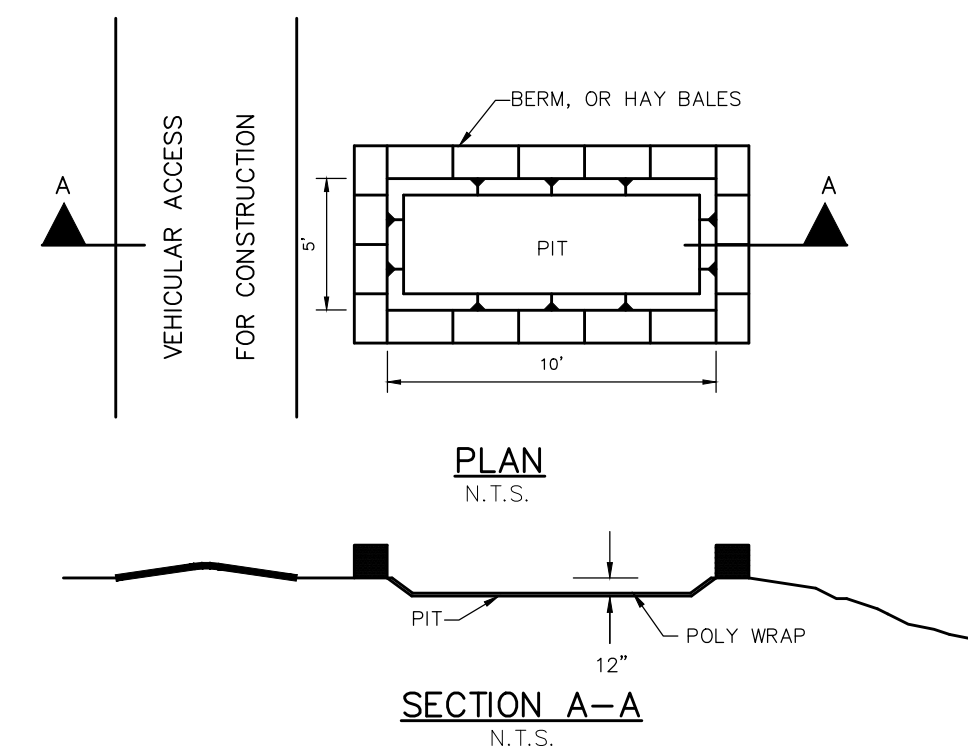 BERM, OR HAY BALES
A
A
VEHICULAR ACCESS
FOR CONSTRUCTION
5'
PIT
10'
PLAN
N.T.S.
PIT
POLY WRAP
12"
SECTION A-A
N.T.S.